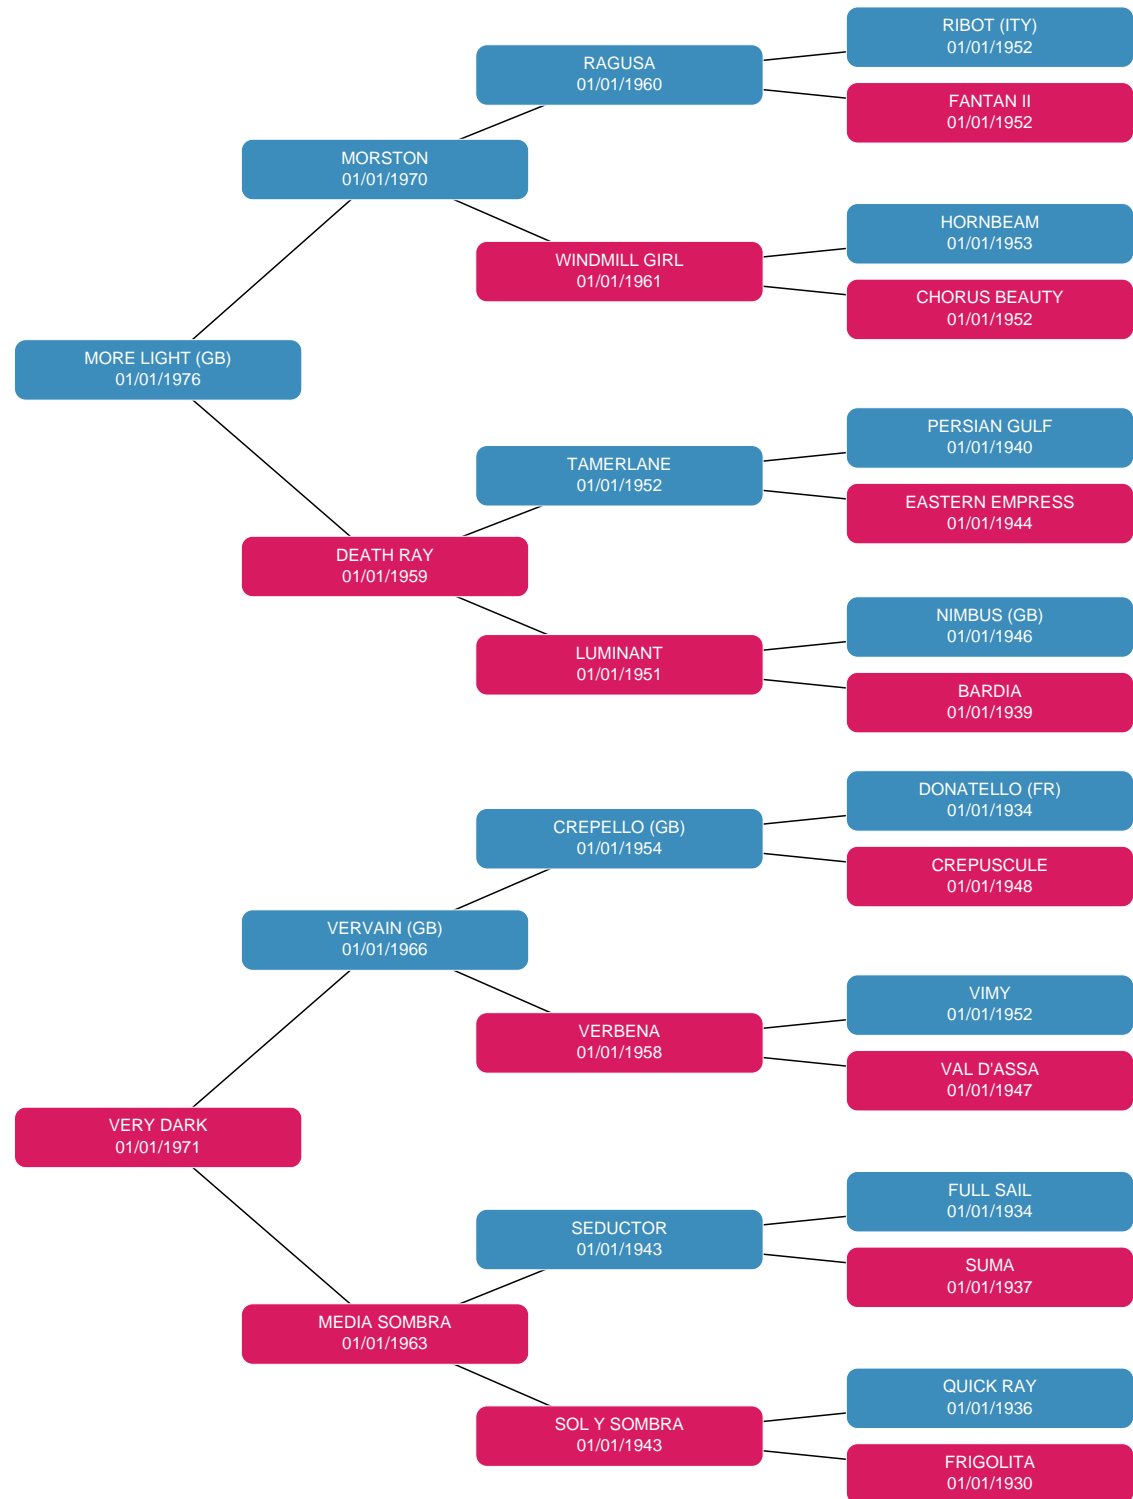 RIBOT (ITY)
01/01/1952
RAGUSA
01/01/1960
FANTAN II
01/01/1952
MORSTON
01/01/1970
HORNBEAM
01/01/1953
WINDMILL GIRL
01/01/1961
CHORUS BEAUTY
01/01/1952
MORE LIGHT (GB)
01/01/1976
PERSIAN GULF
01/01/1940
TAMERLANE
01/01/1952
EASTERN EMPRESS
01/01/1944
DEATH RAY
01/01/1959
NIMBUS (GB)
01/01/1946
LUMINANT
01/01/1951
BARDIA
01/01/1939
DONATELLO (FR)
01/01/1934
CREPELLO (GB)
01/01/1954
CREPUSCULE
01/01/1948
VERVAIN (GB)
01/01/1966
VIMY
01/01/1952
VERBENA
01/01/1958
VAL D'ASSA
01/01/1947
VERY DARK
01/01/1971
FULL SAIL
01/01/1934
SEDUCTOR
01/01/1943
SUMA
01/01/1937
MEDIA SOMBRA
01/01/1963
QUICK RAY
01/01/1936
SOL Y SOMBRA
01/01/1943
FRIGOLITA
01/01/1930